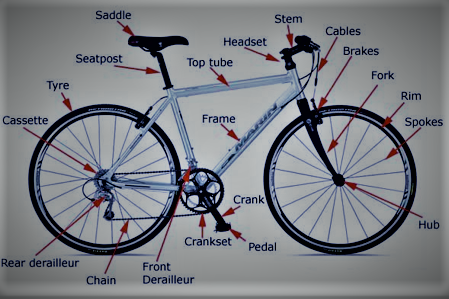 Saddle
Stem
Cables
Headset
Brakes
Seatpost
Top tube
Fork
Tyre
Rim
Cassette
Frame
Spokes
MARIN
Crank
Hub
Crankset
Pedal
Rear derailleur
Front
Derailleur
Chain